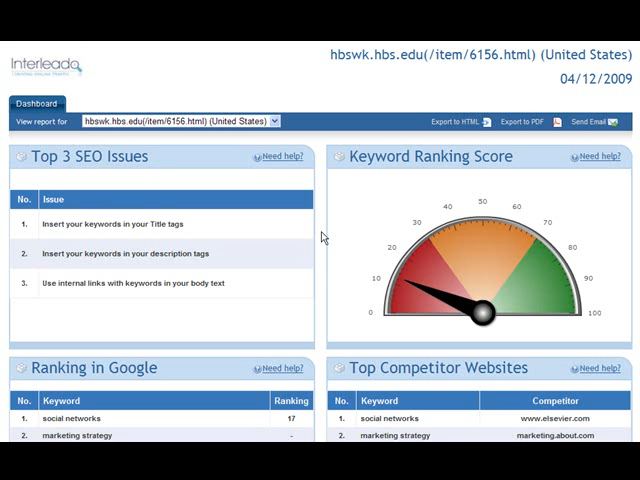 Interleado
hbswk.hbs.edu(/item/6156.html) (United States)
04/12/2009
Dashboard
View report for
hbswk.hbs.edu(/item/6156.html) (United States)
Export to HTML
Export to PDF
Send Email
Top 3 SEO Issues
Need help?
No. Issue
1. Insert your keywords in your Title tags
2. Insert your keywords in your description tags
3. Use internal links with keywords in your body text
Keyword Ranking Score
Need help?
0 10 20 30 40 50 60 70 80 90 100
Ranking in Google
Need help?
No. Keyword Ranking
1. social networks 17
2. marketing strategy -
Top Competitor Websites
Need help?
No. Keyword Competitor
1. social networks www.elsevier.com
2. marketing strategy marketing.about.com